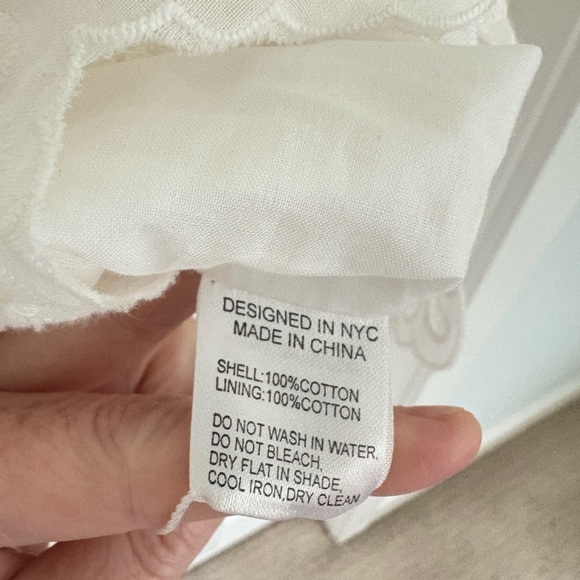 DESIGNED IN NYC
MADE IN CHINA
SHELL:100%COTTON
LINING:100%COTTON
DO NOT WASH IN WATER,
DO NOT BLEACH,
DRY FLAT IN SHADE,
COOL IRON,DRY CLEAN